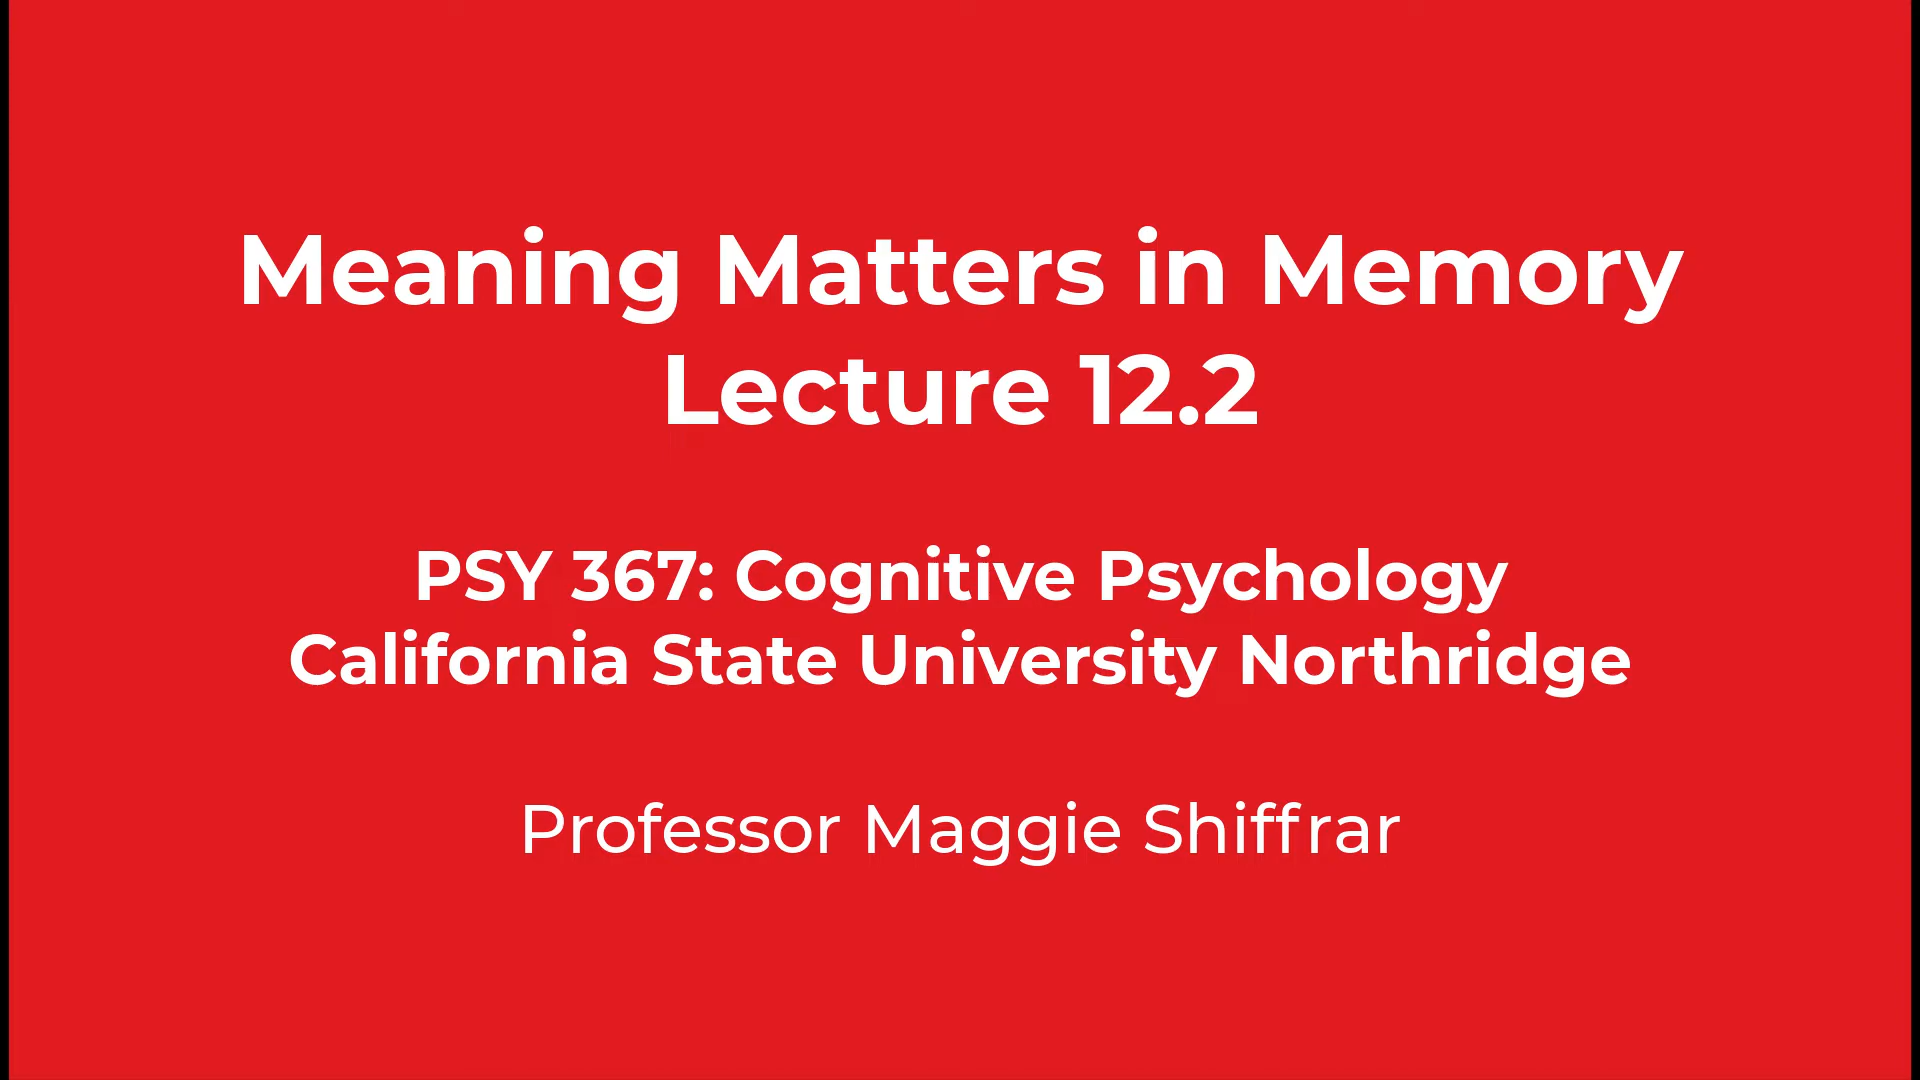 Meaning Matters in Memory
Lecture 12.2
PSY 367: Cognitive Psychology
California State University Northridge
Professor Maggie Shiffrar